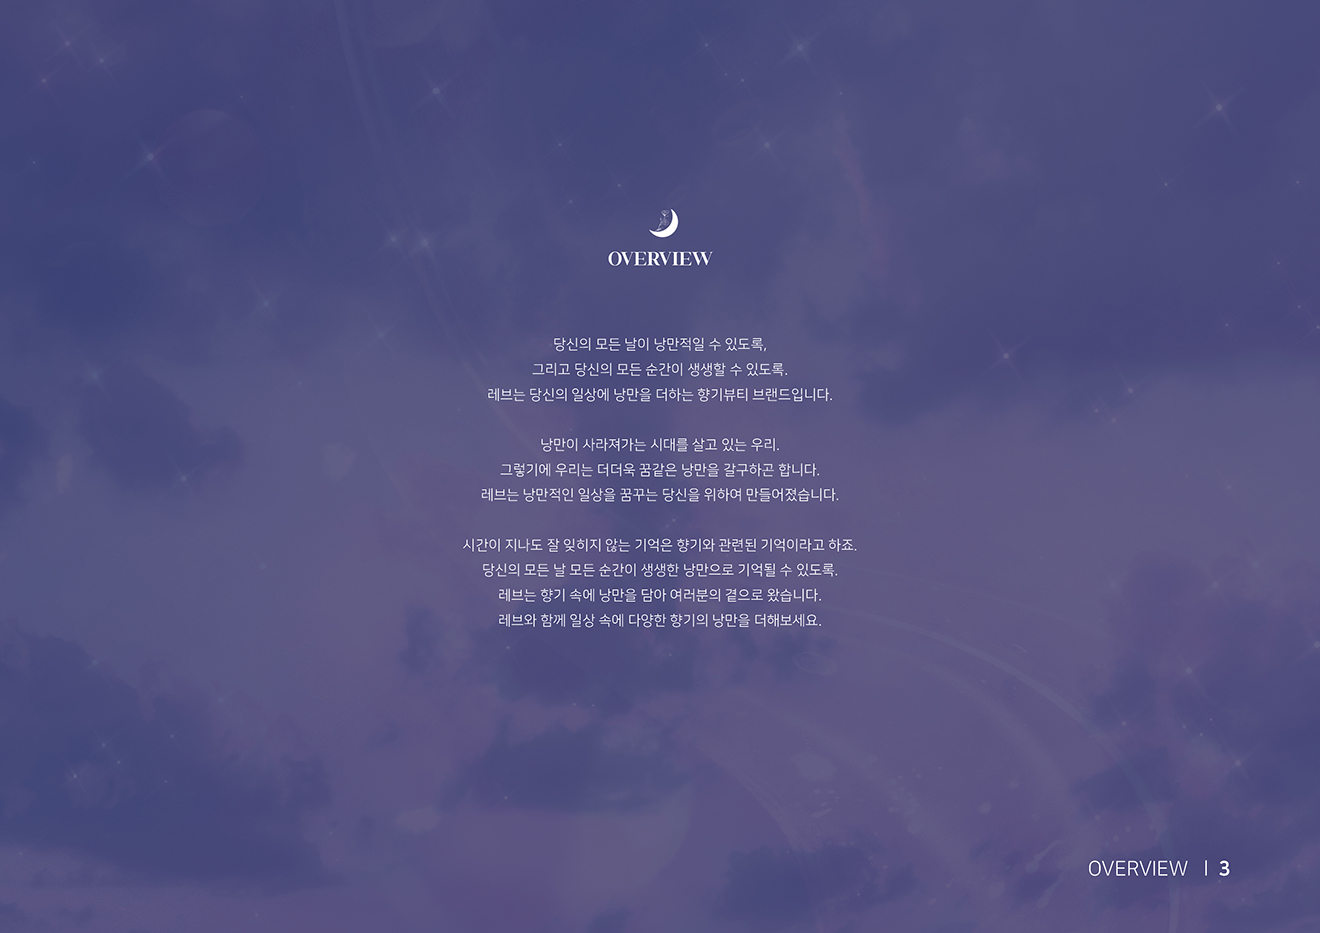 OVERVIEW
당신의 모든 날이 낭만적일 수 있도록,
그리고 당신의 모든 순간이 생생할 수 있도록.
레브는 당신의 일상에 낭만을 더하는 향기뷰티 브랜드입니다.
낭만이 사라져가는 시대를 살고 있는 우리.
그렇기에 우리는 더더욱 꿈같은 낭만을 갈구하곤 합니다.
레브는 낭만적인 일상을 꿈꾸는 당신을 위하여 만들어졌습니다.
시간이 지나도 잘 잊히지 않는 기억은 향기와 관련된 기억이라고 하죠.
당신의 모든 날 모든 순간이 생생한 낭만으로 기억될 수 있도록.
레브는 향기 속에 낭만을 담아 여러분의 곁으로 왔습니다.
레브와 함께 일상 속에 다양한 향기의 낭만을 더해보세요.
OVERVIEW | 3